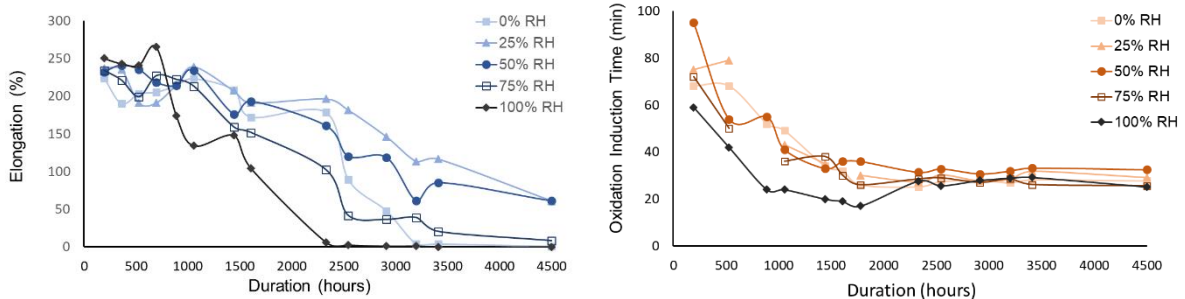 300
250
200
150
100
50
0
Elongation (%)
0% RH
25% RH
50% RH
75% RH
100% RH
0 500 1000 1500 2000 2500 3000 3500 4000 4500
Duration (hours)
100
80
60
40
20
0
Oxidation Induction Time (min)
0% RH
25% RH
50% RH
75% RH
100% RH
0 500 1000 1500 2000 2500 3000 3500 4000 4500
Duration (hours)